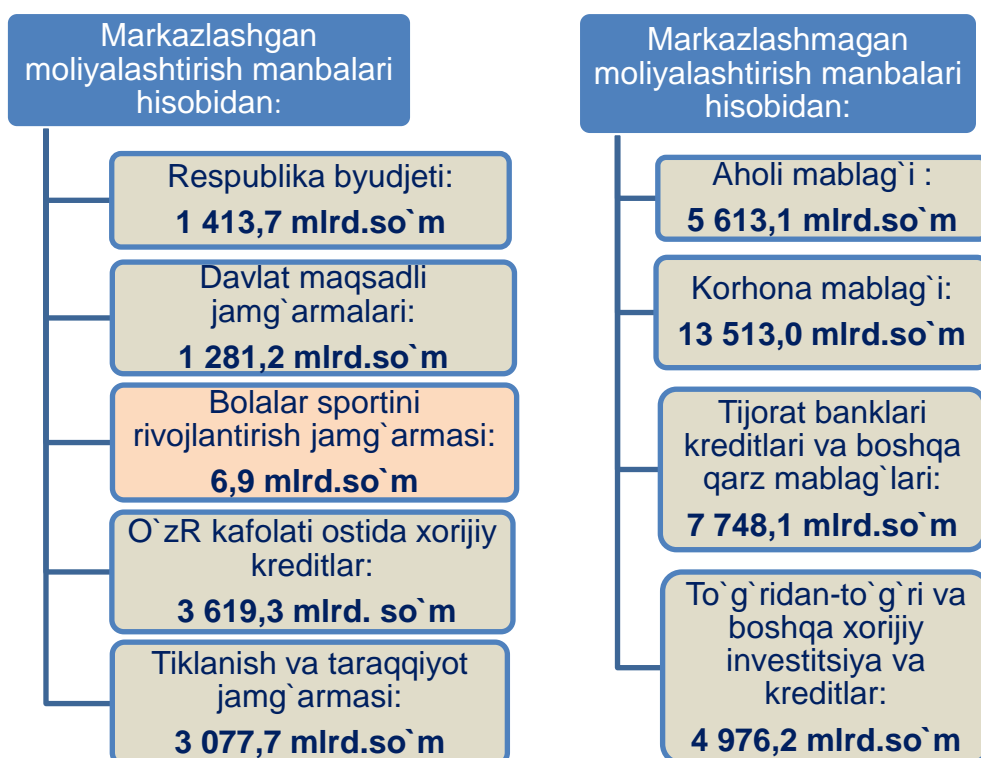 Markazlashgan
moliyalashtirish manbalari
hisobidan:
Respublika byudjeti:
1 413,7 mlrd.so`m
Davlat maqsadli
jamg`armalari:
1 281,2 mlrd.so`m
Bolalar sportini
rivojlantirish jamg`armasi:
6,9 mlrd.so`m
O`zR kafolati ostida xorijiy
kreditlar:
3 619,3 mlrd. so`m
Tiklanish va taraqqiyot
jamg`armasi:
3 077,7 mlrd.so`m
Markazlashmagan
moliyalashtirish manbalari
hisobidan:
Aholi mablag`i :
5 613,1 mlrd.so`m
Korhona mablag`i:
13 513,0 mlrd.so`m
Tijorat banklari
kreditlari va boshqa
qarz mablag`lari:
7 748,1 mlrd.so`m
To`g`ridan-to`g`ri va
boshqa xorijiy
investitsiya va
kreditlar:
4 976,2 mlrd.so`m